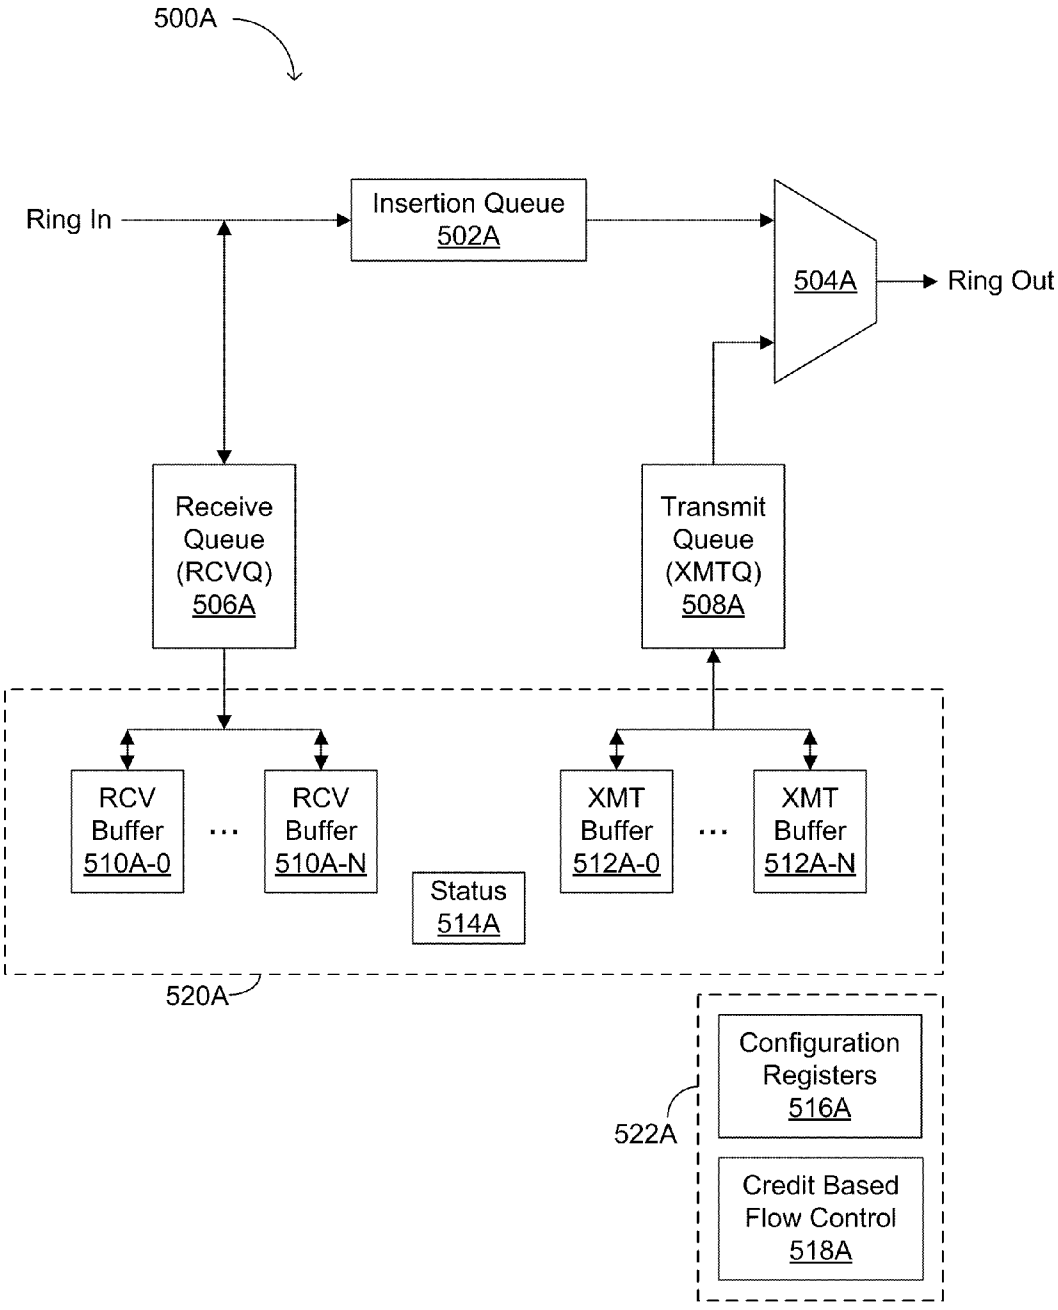 500A
Ring In
Insertion Queue
502A
504A
Ring Out
Receive
Queue
(RCVQ)
506A
Transmit
Queue
(XMTQ)
508A
RCV
Buffer
510A-0
...
RCV
Buffer
510A-N
XMT
Buffer
512A-0
...
XMT
Buffer
512A-N
Status
514A
520A
Configuration
Registers
516A
522A
Credit Based
Flow Control
518A